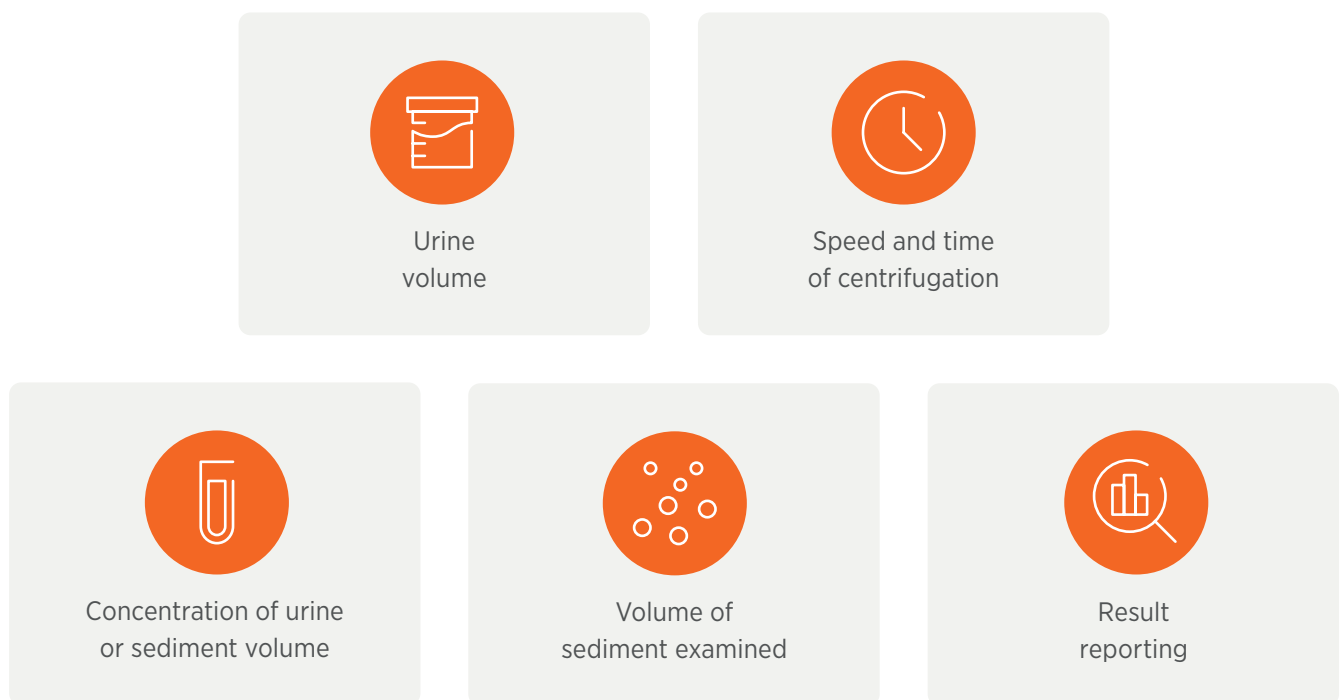 Urine
volume
Speed and time
of centrifugation
Concentration of urine
or sediment volume
Volume of
sediment examined
Result
reporting